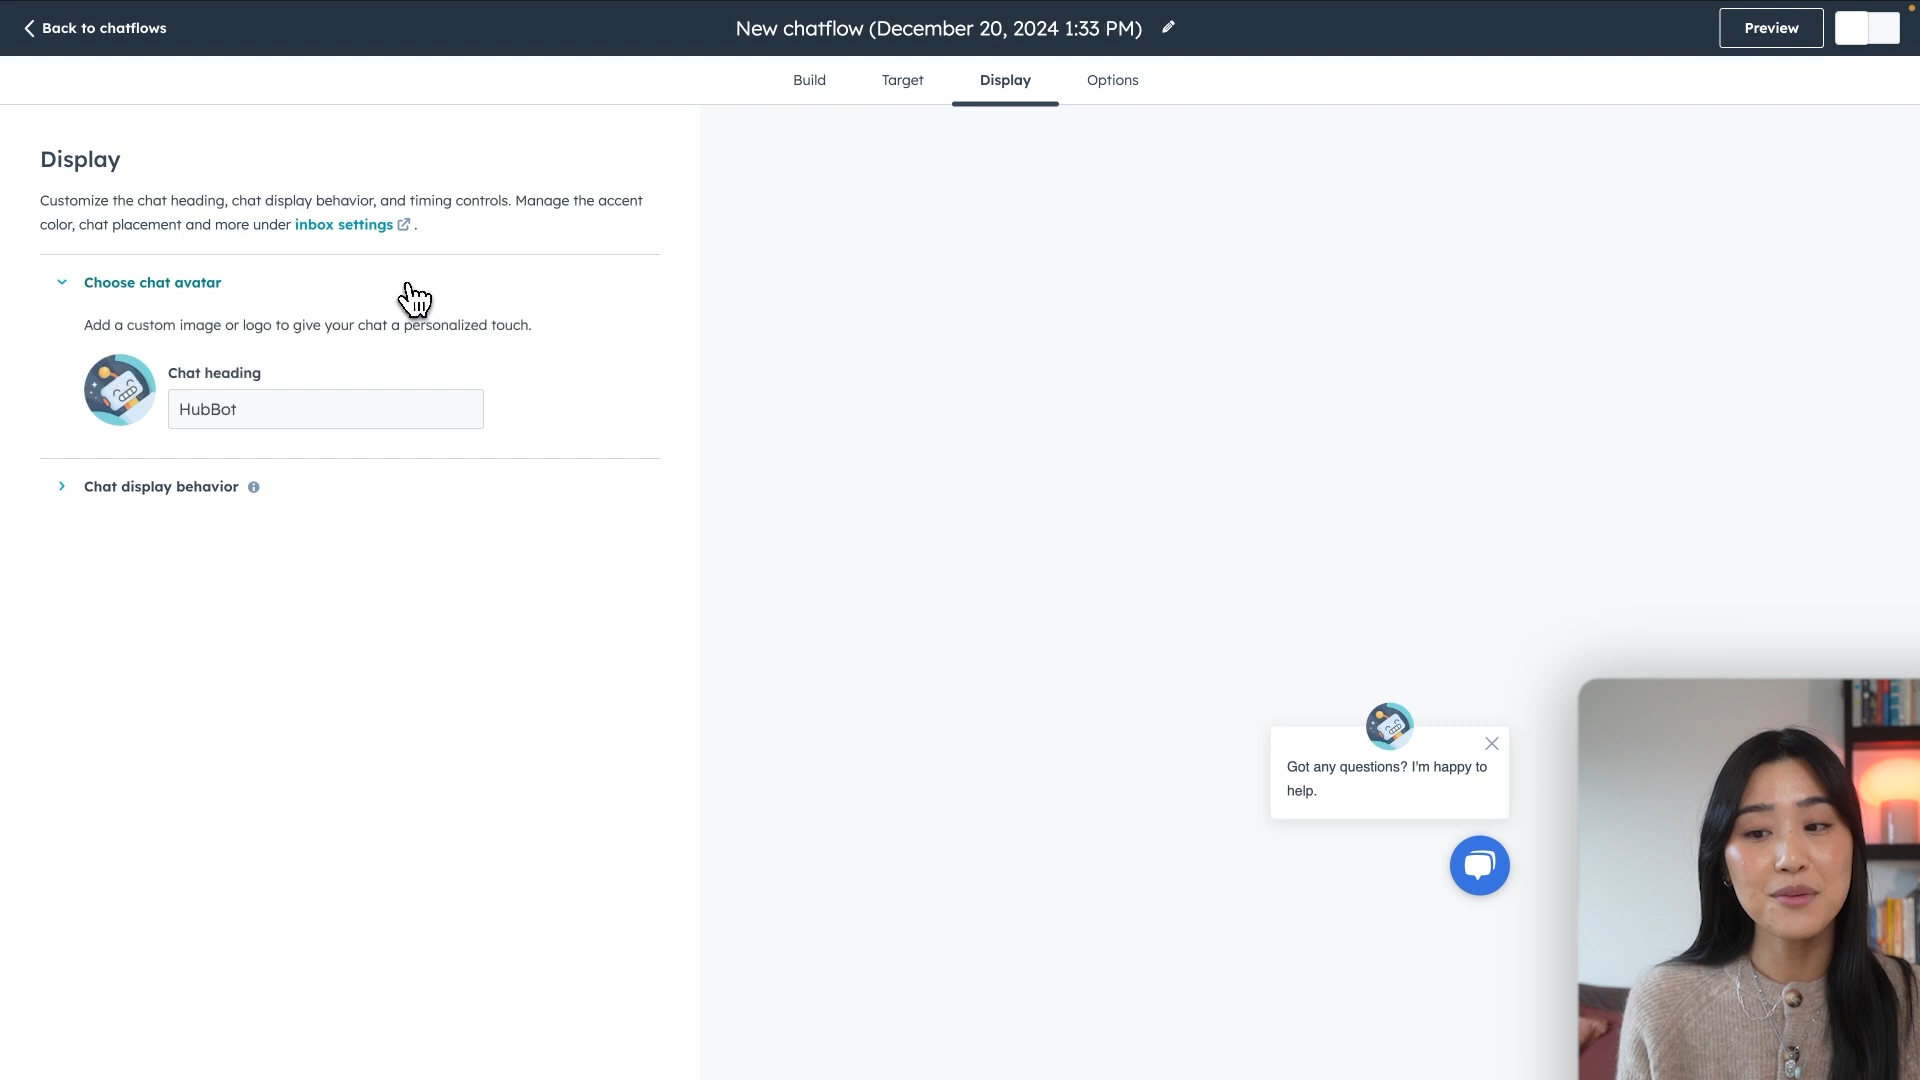 Back to chatflows
New chatflow (December 20, 2024 1:33 PM)
Preview
Build
Target
Display
Options
Display
Customize the chat heading, chat display behavior, and timing controls. Manage the accent
color, chat placement and more under inbox settings .
Choose chat avatar
Add a custom image or logo to give your chat a personalized touch.
Chat heading
HubBot
Chat display behavior
Got any questions? I'm happy to
help.